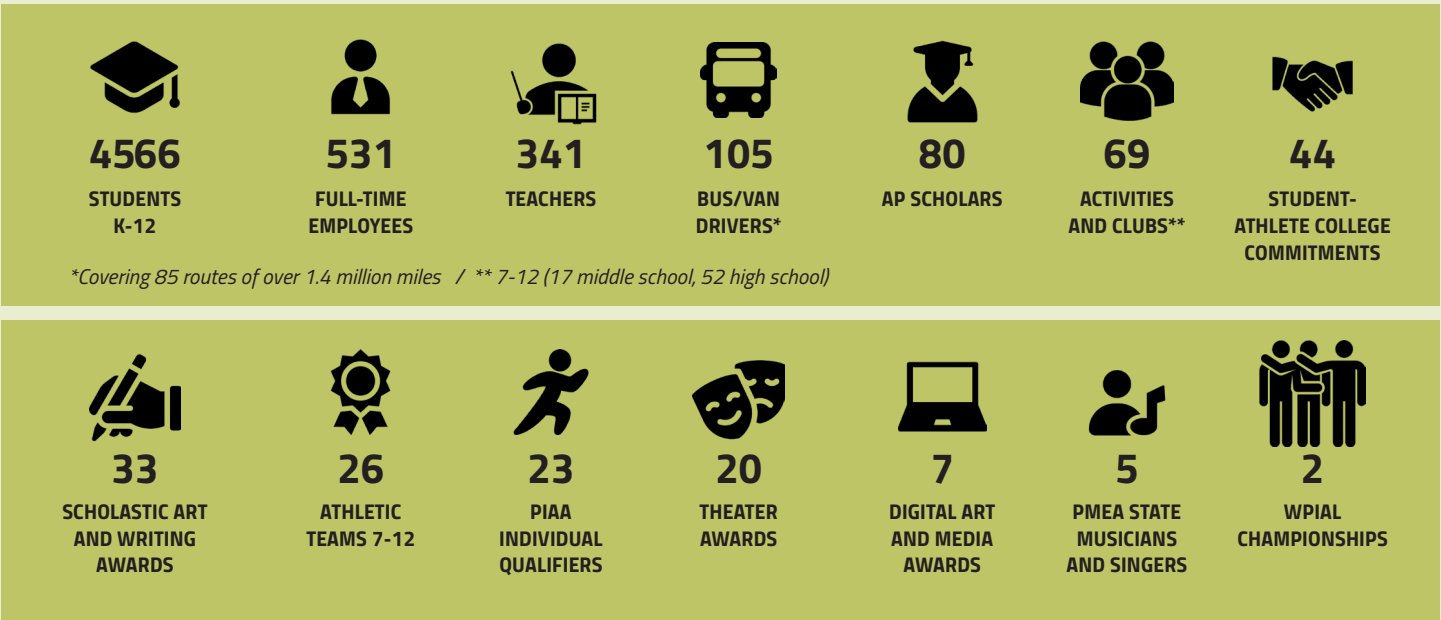 4566
STUDENTS
K-12
531
FULL-TIME
EMPLOYEES
341
TEACHERS
105
BUS/VAN
DRIVERS*
80
AP SCHOLARS
69
ACTIVITIES
AND CLUBS**
44
STUDENT-
ATHLETE COLLEGE
COMMITMENTS
*Covering 85 routes of over 1.4 million miles / ** 7-12 (17 middle school, 52 high school)
33
SCHOLASTIC ART
AND WRITING
AWARDS
26
ATHLETIC
TEAMS 7-12
23
PIAA
INDIVIDUAL
QUALIFIERS
20
THEATER
AWARDS
7
DIGITAL ART
AND MEDIA
AWARDS
5
PMEA STATE
MUSICIANS
AND SINGERS
2
WPIAL
CHAMPIONSHIPS